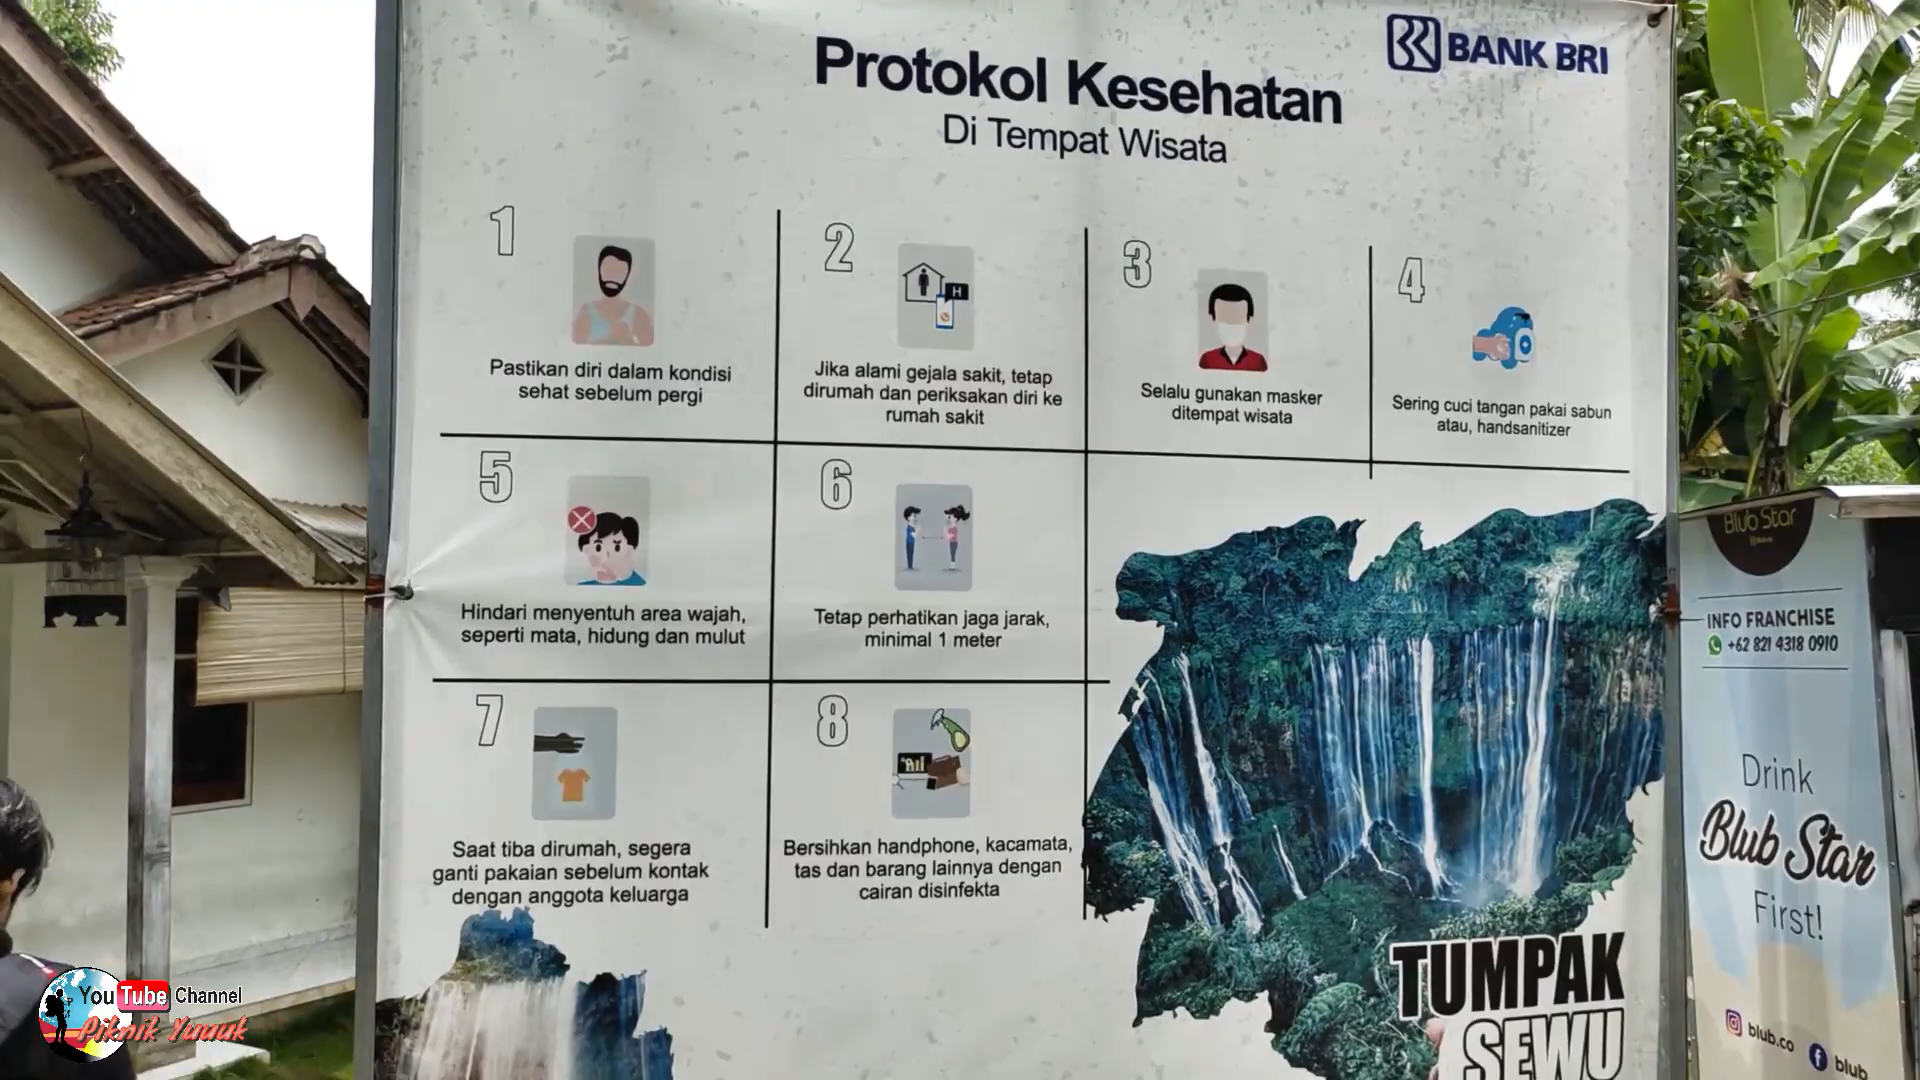 BANK BRI
Protokol Kesehatan
Di Tempat Wisata
1
Pastikan diri dalam kondisi
sehat sebelum pergi
2
H
Jika alami gejala sakit, tetap
dirumah dan periksakan diri ke
rumah sakit
3
Selalu gunakan masker
ditempat wisata
4
Sering cuci tangan pakai sabun
atau, handsanitizer
5
Hindari menyentuh area wajah,
seperti mata, hidung dan mulut
6
Tetap perhatikan jaga jarak,
minimal 1 meter
7
Saat tiba dirumah, segera
ganti pakaian sebelum kontak
dengan anggota keluarga
8
Bersihkan handphone, kacamata,
tas dan barang lainnya dengan
cairan disinfekta
TUMPAK
SEWU
Blub Star
INFO FRANCHISE
+62 821 4318 0910
Drink
Blub Star
First!
blub.co
blub
YouTube Channel
Piknik Yuuuk